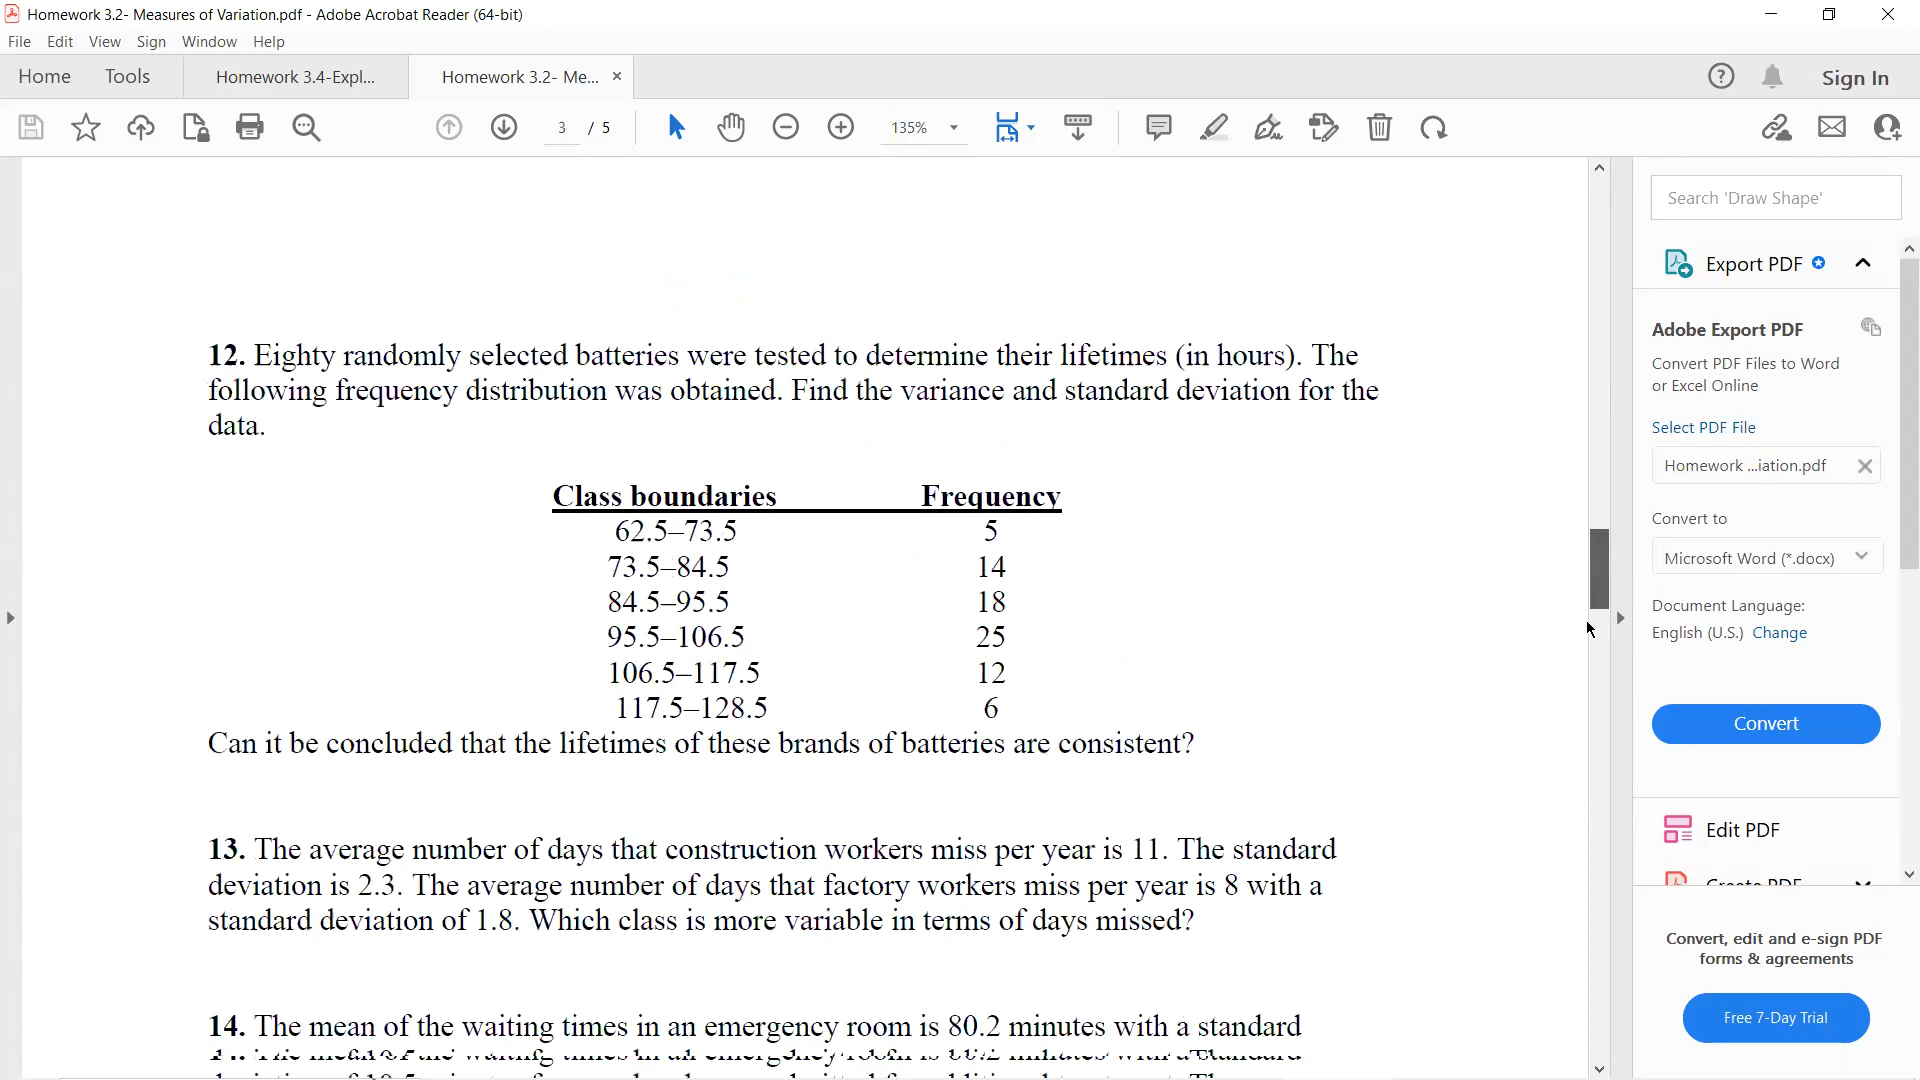 Homework 3.2- Measures of Variation.pdf - Adobe Acrobat Reader (64-bit)
File Edit View Sign Window Help
Home Tools Homework 3.4-Expl... Homework 3.2- Me... Sign In
3 / 5 135%
Search 'Draw Shape'
Export PDF
Adobe Export PDF
Convert PDF Files to Word
or Excel Online
Select PDF File
Homework ...iation.pdf
Convert to
Microsoft Word (*.docx)
Document Language:
English (U.S.) Change
Convert
Edit PDF
Create PDF
Convert, edit and e-sign PDF
forms & agreements
Free 7-Day Trial
12. Eighty randomly selected batteries were tested to determine their lifetimes (in hours). The
following frequency distribution was obtained. Find the variance and standard deviation for the
data.
Class boundaries Frequency
62.5–73.5 5
73.5–84.5 14
84.5–95.5 18
95.5–106.5 25
106.5–117.5 12
117.5–128.5 6
Can it be concluded that the lifetimes of these brands of batteries are consistent?
13. The average number of days that construction workers miss per year is 11. The standard
deviation is 2.3. The average number of days that factory workers miss per year is 8 with a
standard deviation of 1.8. Which class is more variable in terms of days missed?
14. The mean of the waiting times in an emergency room is 80.2 minutes with a standard